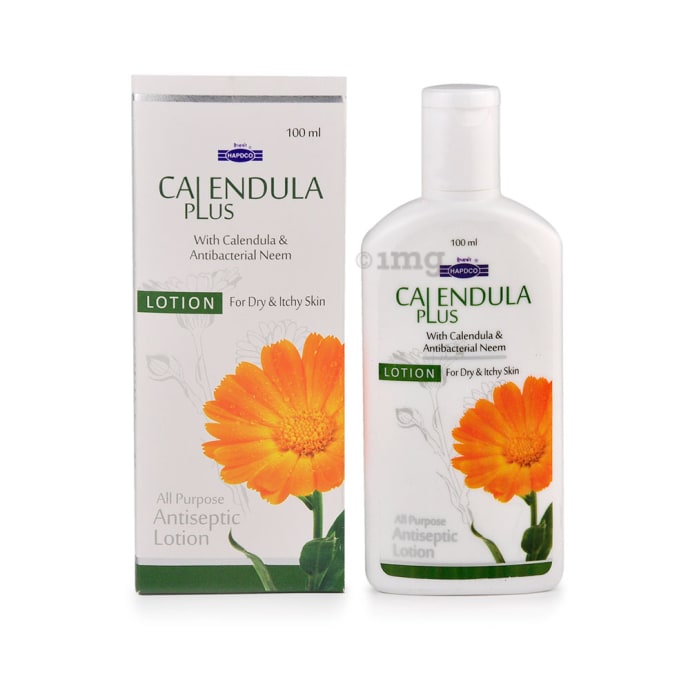 100 ml
हैप्डको
HAPDCO
CALENDULA
PLUS
With Calendula &
Antibacterial Neem
LOTION For Dry & Itchy Skin
All Purpose
Antiseptic
Lotion
100 ml
HAPDCO
CALENDULA
PLUS
With Calendula &
Antibacterial Neem
LOTION For Dry & Itchy Skin
All Purpose
Antiseptic
Lotion
© 1mg